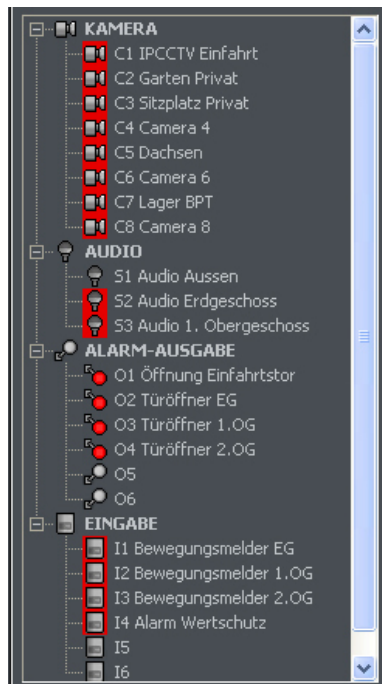 KAMERA
C1 IPCCTV Einfahrt
C2 Garten Privat
C3 Sitzplatz Privat
C4 Camera 4
C5 Dachsen
C6 Camera 6
C7 Lager BPT
C8 Camera 8
AUDIO
S1 Audio Aussen
S2 Audio Erdgeschoss
S3 Audio 1. Obergeschoss
ALARM-AUSGABE
O1 Öffnung Einfahrtstor
O2 Türöffner EG
O3 Türöffner 1.OG
O4 Türöffner 2.OG
O5
O6
EINGABE
I1 Bewegungsmelder EG
I2 Bewegungsmelder 1.OG
I3 Bewegungsmelder 2.OG
I4 Alarm Wertschutz
I5
I6